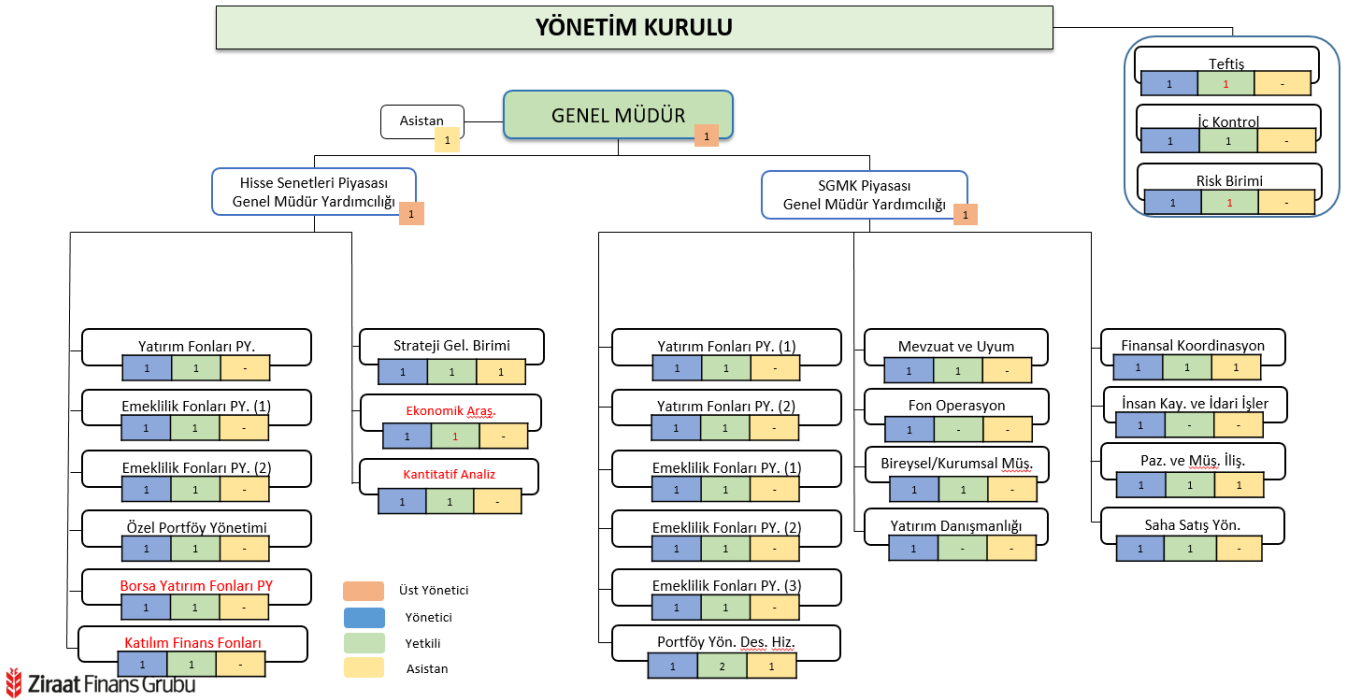 YÖNETİM KURULU
Teftiş
1 1 -
İç Kontrol
1 1 -
Risk Birimi
1 1 -
Asistan
1
GENEL MÜDÜR
1
Hisse Senetleri Piyasası
Genel Müdür Yardımcılığı
1
SGMK Piyasası
Genel Müdür Yardımcılığı
1
Yatırım Fonları PY.
1 1 -
Emeklilik Fonları PY. (1)
1 1 -
Emeklilik Fonları PY. (2)
1 1 -
Özel Portföy Yönetimi
1 1 -
Borsa Yatırım Fonları PY
1 1 -
Katılım Finans Fonları
1 1 -
Strateji Gel. Birimi
1 1 1
Ekonomik Araş.
1 1 -
Kantitatif Analiz
1 1 -
Üst Yönetici
Yönetici
Yetkili
Asistan
Yatırım Fonları PY. (1)
1 1 -
Yatırım Fonları PY. (2)
1 1 -
Emeklilik Fonları PY. (1)
1 1 -
Emeklilik Fonları PY. (2)
1 1 -
Emeklilik Fonları PY. (3)
1 1 -
Portföy Yön. Des. Hiz.
1 2 1
Mevzuat ve Uyum
1 1 -
Fon Operasyon
1 - -
Bireysel/Kurumsal Müş.
1 1 -
Yatırım Danışmanlığı
1 - -
Finansal Koordinasyon
1 1 1
İnsan Kay. ve İdari İşler
1 - -
Paz. ve Müş. İliş.
1 1 1
Saha Satış Yön.
1 1 -
Ziraat Finans Grubu